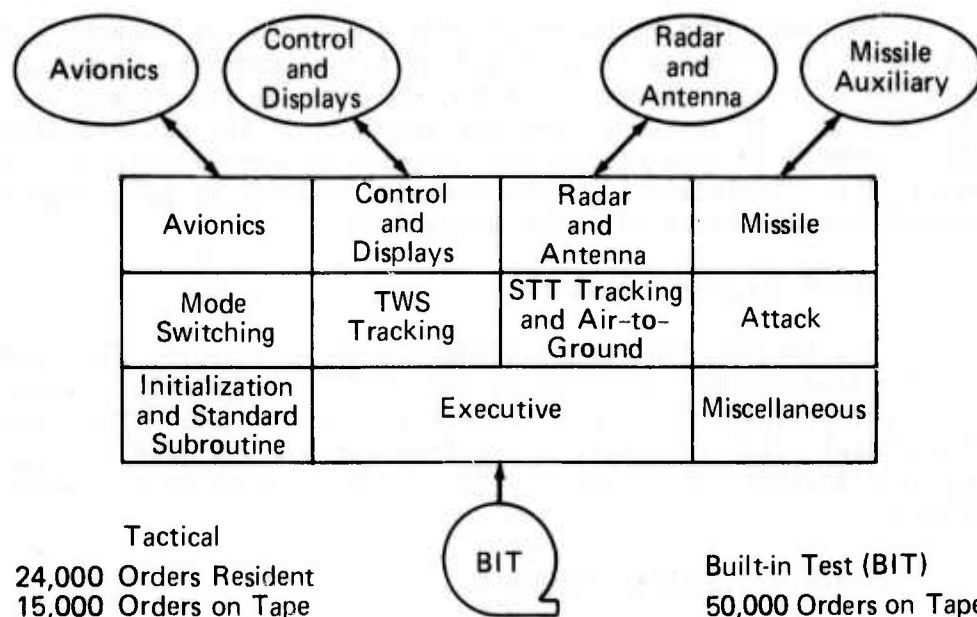 Avionics
Control
and
Displays
Radar
and
Antenna
Missile
Auxiliary
Avionics
Control
and
Displays
Radar
and
Antenna
Missile
Mode
Switching
TWS
Tracking
STT Tracking
and Air-to-
Ground
Attack
Initialization
and Standard
Subroutine
Executive
Miscellaneous
BIT
Tactical
24,000 Orders Resident
15,000 Orders on Tape
Built-in Test (BIT)
50,000 Orders on Tape